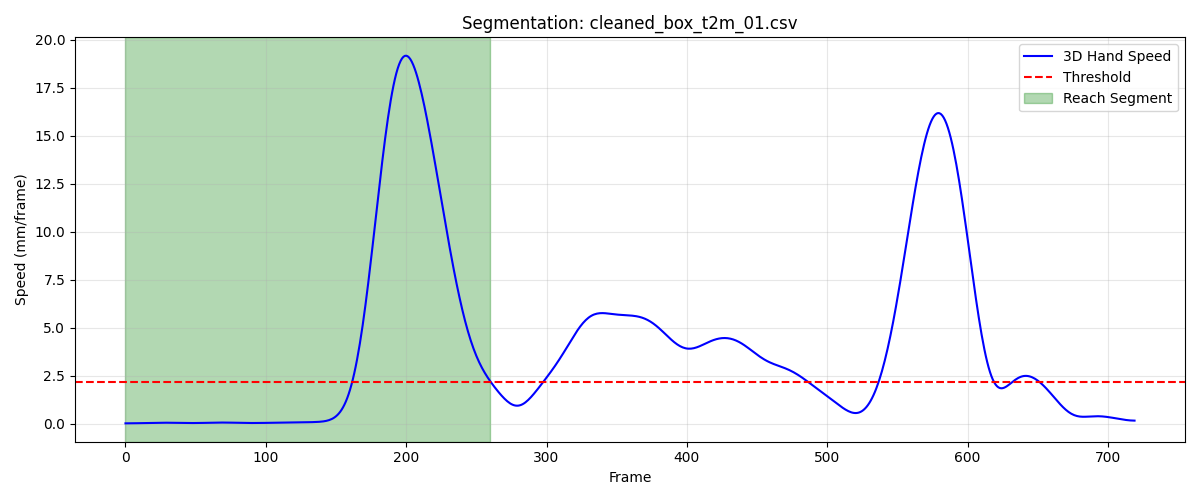 Segmentation: cleaned_box_t2m_01.csv
20.0
17.5
15.0
12.5
10.0
7.5
5.0
2.5
0.0
Speed (mm/frame)
3D Hand Speed
Threshold
Reach Segment
0 100 200 300 400 500 600 700
Frame